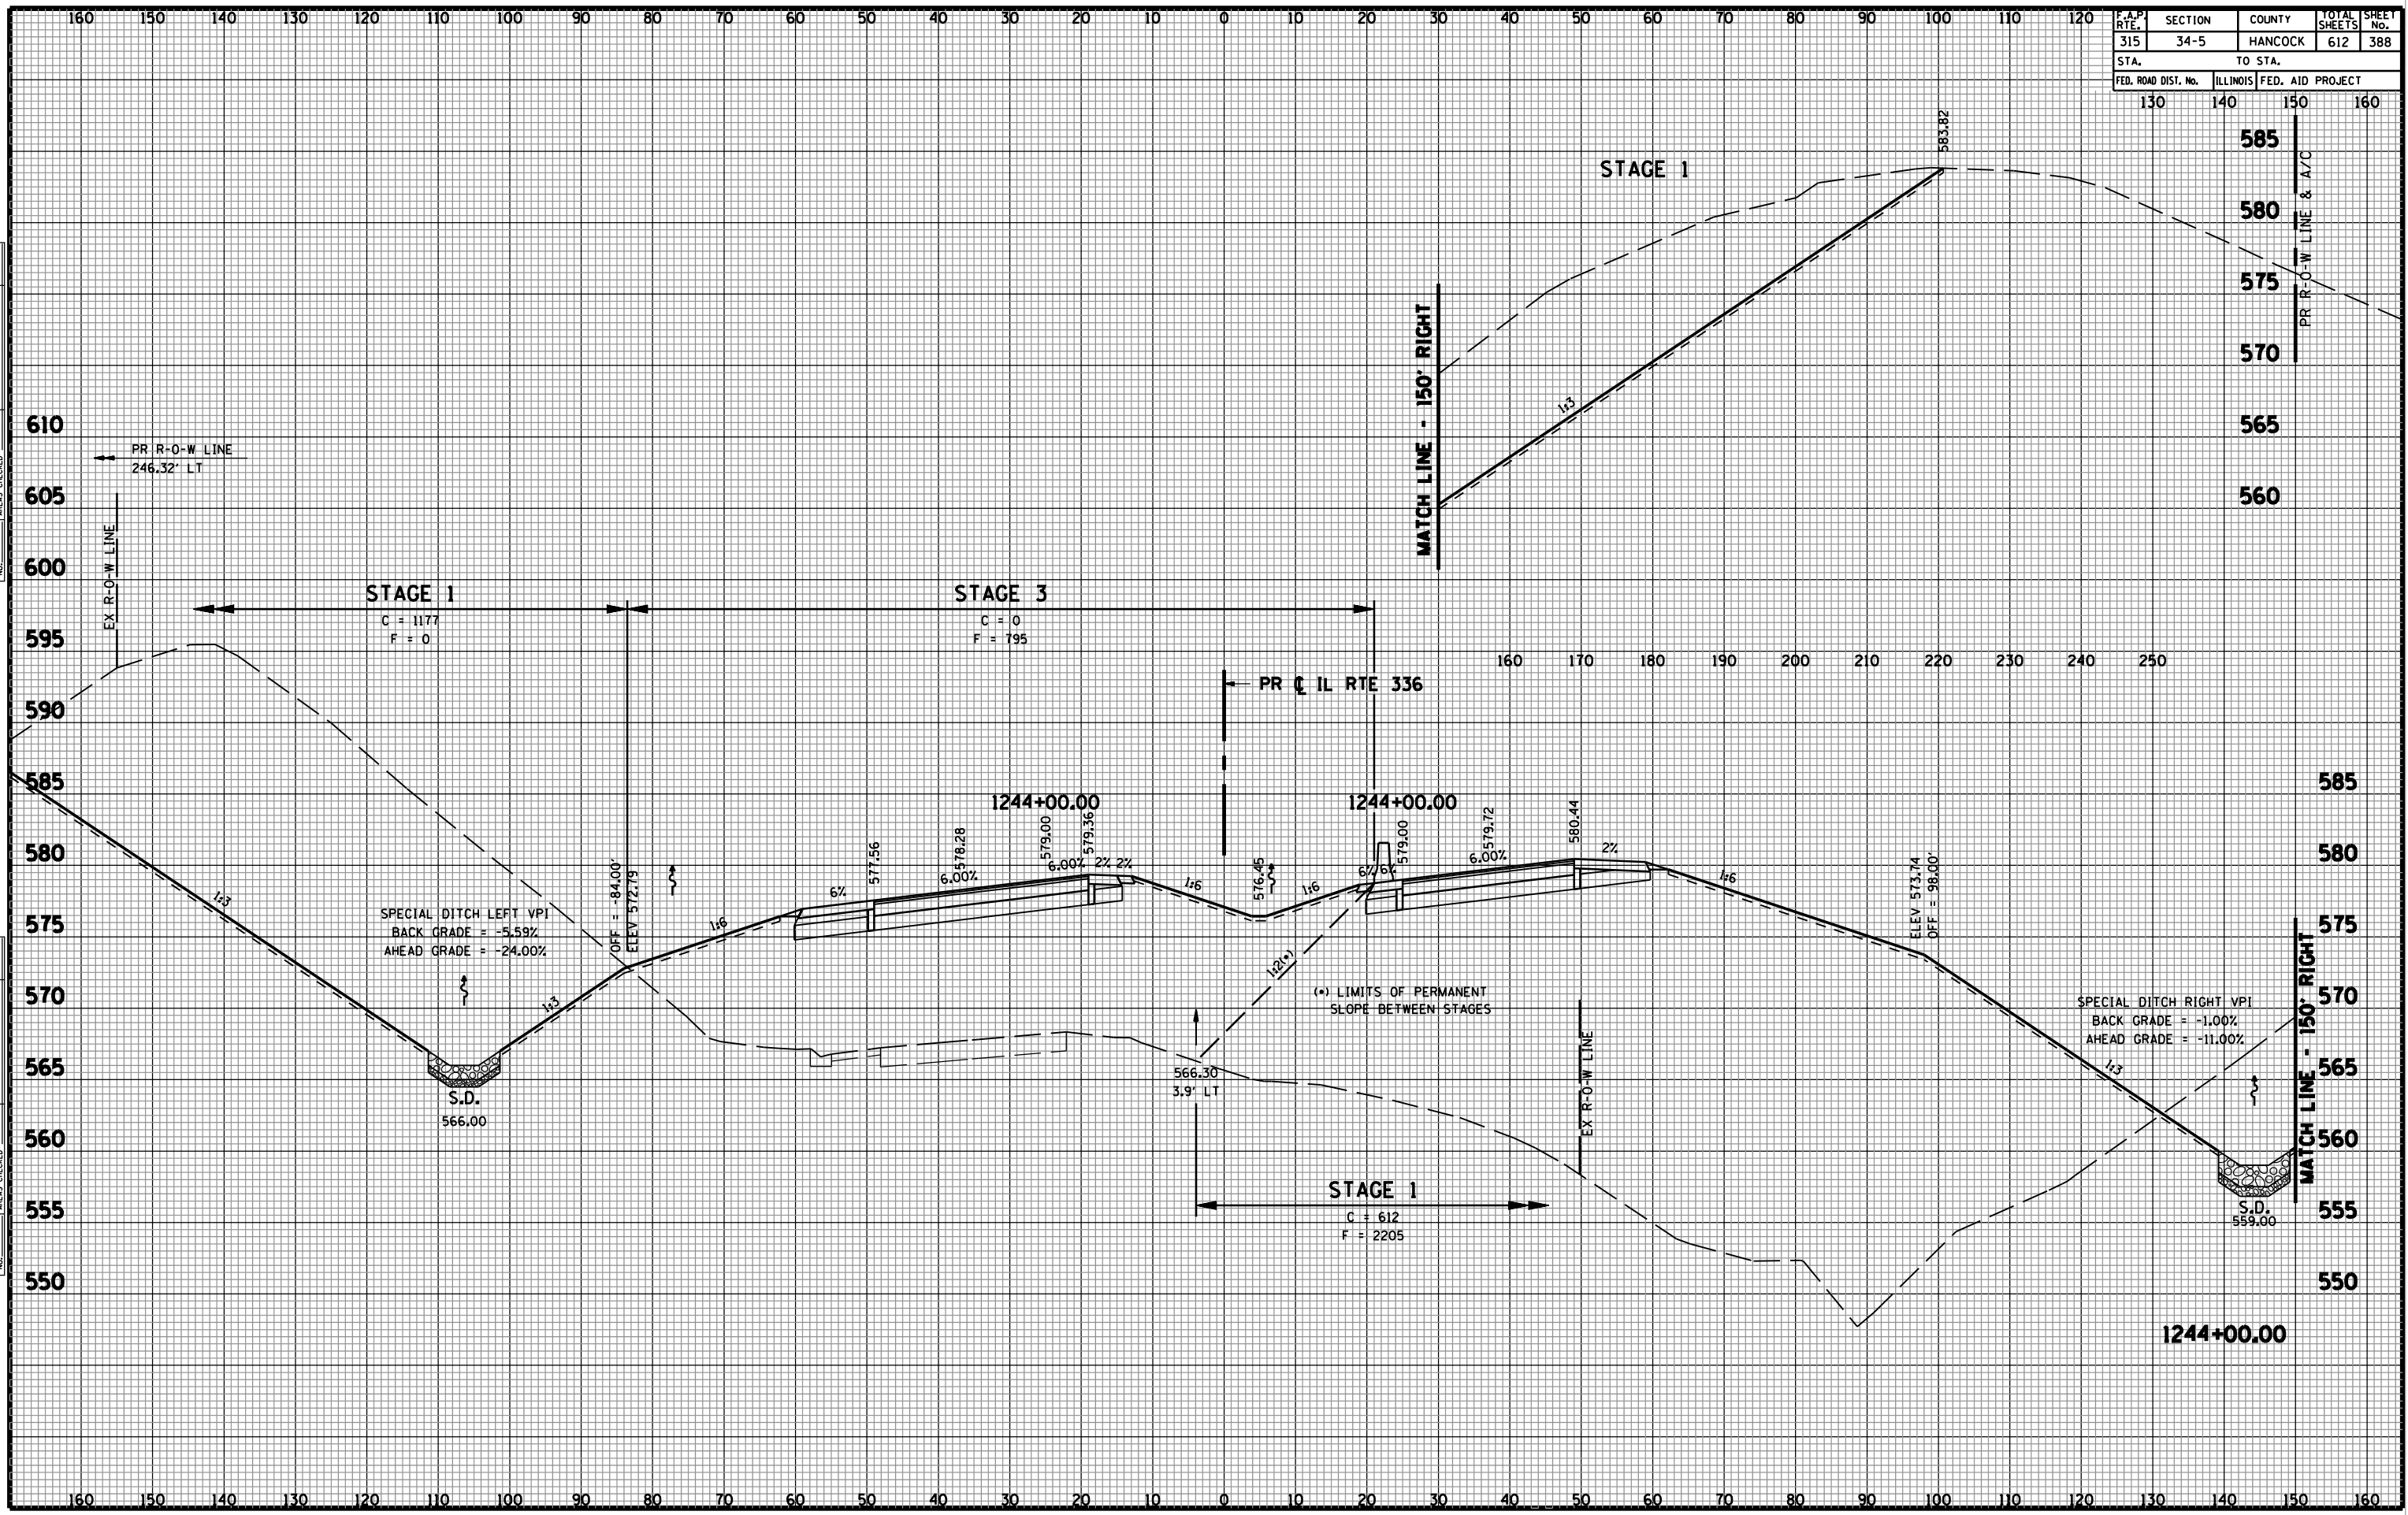 160 150 140 130 120 110 100 90 80 70 60 50 40 30 20 10 0 10 20 30 40 50 60 70 80 90 100 110 120
F.A.P. RTE. SECTION COUNTY TOTAL SHEETS SHEET No.
315 34-5 HANCOCK 612 388
STA. TO STA.
FED. ROAD DIST. No. ILLINOIS FED. AID PROJECT
130 140 150 160
583.82
585
STAGE 1
580
575
570
565
560
PR R-O-W LINE & A/C
MATCH LINE - 150' RIGHT
1:3
610
PR R-O-W LINE
246.32' LT
605
EX R-O-W LINE
600
STAGE 1
C = 1177
F = 0
STAGE 3
C = 0
F = 795
595
160 170 180 190 200 210 220 230 240 250
PR ℄ IL RTE 336
590
585
585
1244+00.00
1244+00.00
580
580
577.56
578.28
579.00
579.36
576.45
579.00
579.72
580.44
6%
6.00%
6.00%
2%
2%
1:6
1:6
6%
6%
6.00%
2%
1:6
OFF = -84.00'
ELEV 572.79
ELEV 573.74
OFF = 98.00'
1:3
SPECIAL DITCH LEFT VPI
BACK GRADE = -5.59%
AHEAD GRADE = -24.00%
575
575
1:6
1:3
1:2(•)
(•) LIMITS OF PERMANENT
SLOPE BETWEEN STAGES
570
570
SPECIAL DITCH RIGHT VPI
BACK GRADE = -1.00%
AHEAD GRADE = -11.00%
EX R-O-W LINE
MATCH LINE - 150' RIGHT
565
565
1:3
S.D.
566.00
566.30
3.9' LT
560
560
STAGE 1
C = 612
F = 2205
555
555
S.D.
559.00
550
550
1244+00.00
160 150 140 130 120 110 100 90 80 70 60 50 40 30 20 10 0 10 20 30 40 50 60 70 80 90 100 110 120 130 140 150 160